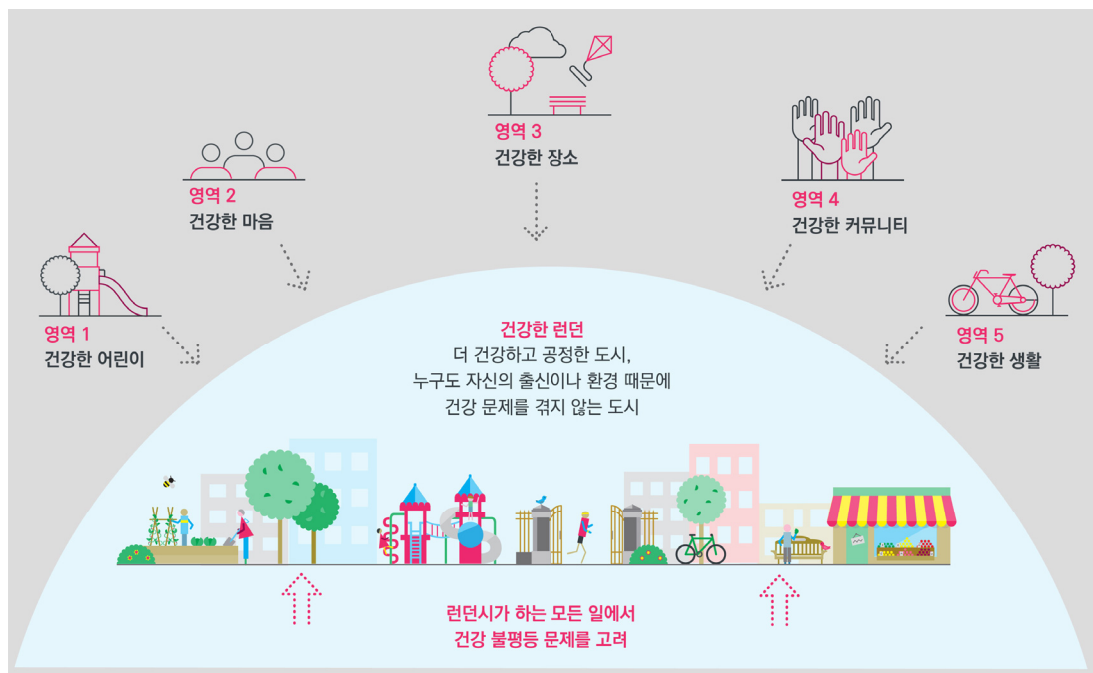 영역 1
건강한 어린이
영역 2
건강한 마음
영역 3
건강한 장소
영역 4
건강한 커뮤니티
영역 5
건강한 생활
건강한 런던
더 건강하고 공정한 도시,
누구도 자신의 출신이나 환경 때문에
건강 문제를 겪지 않는 도시
런던시가 하는 모든 일에서
건강 불평등 문제를 고려